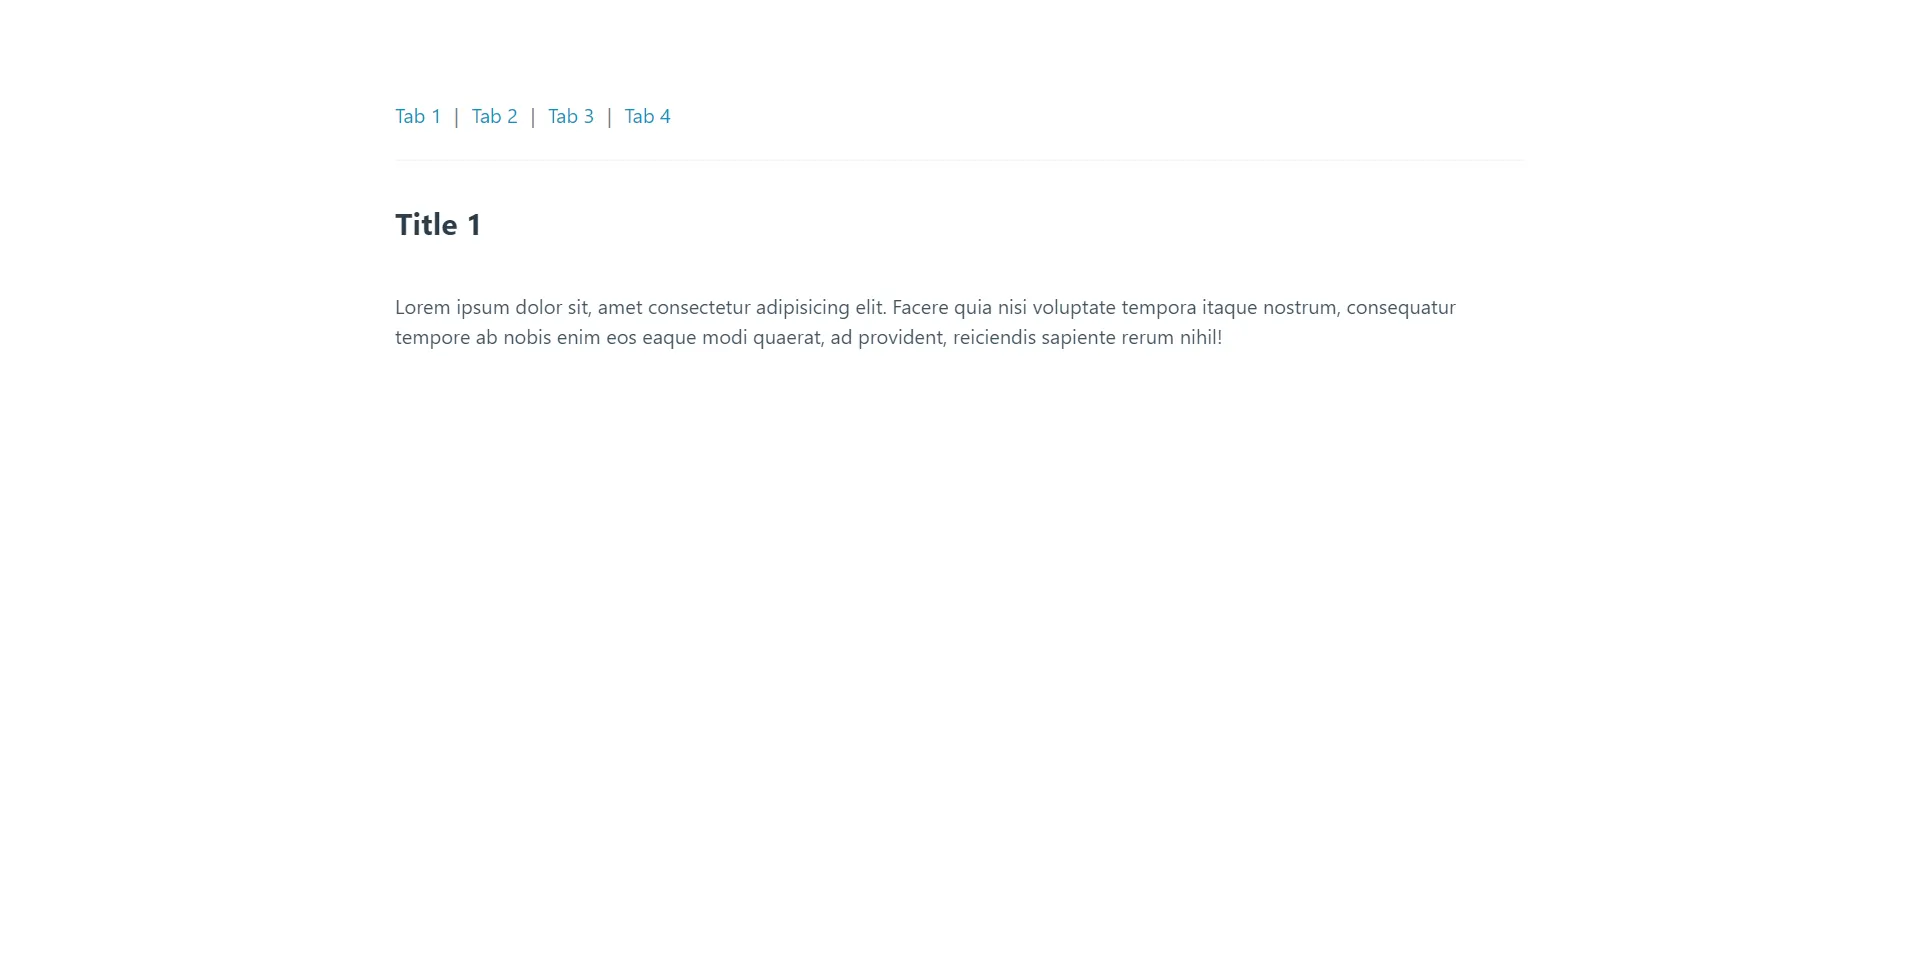 Tab 1 | Tab 2 | Tab 3 | Tab 4
Title 1
Lorem ipsum dolor sit, amet consectetur adipisicing elit. Facere quia nisi voluptate tempora itaque nostrum, consequatur
tempore ab nobis enim eos eaque modi quaerat, ad provident, reiciendis sapiente rerum nihil!